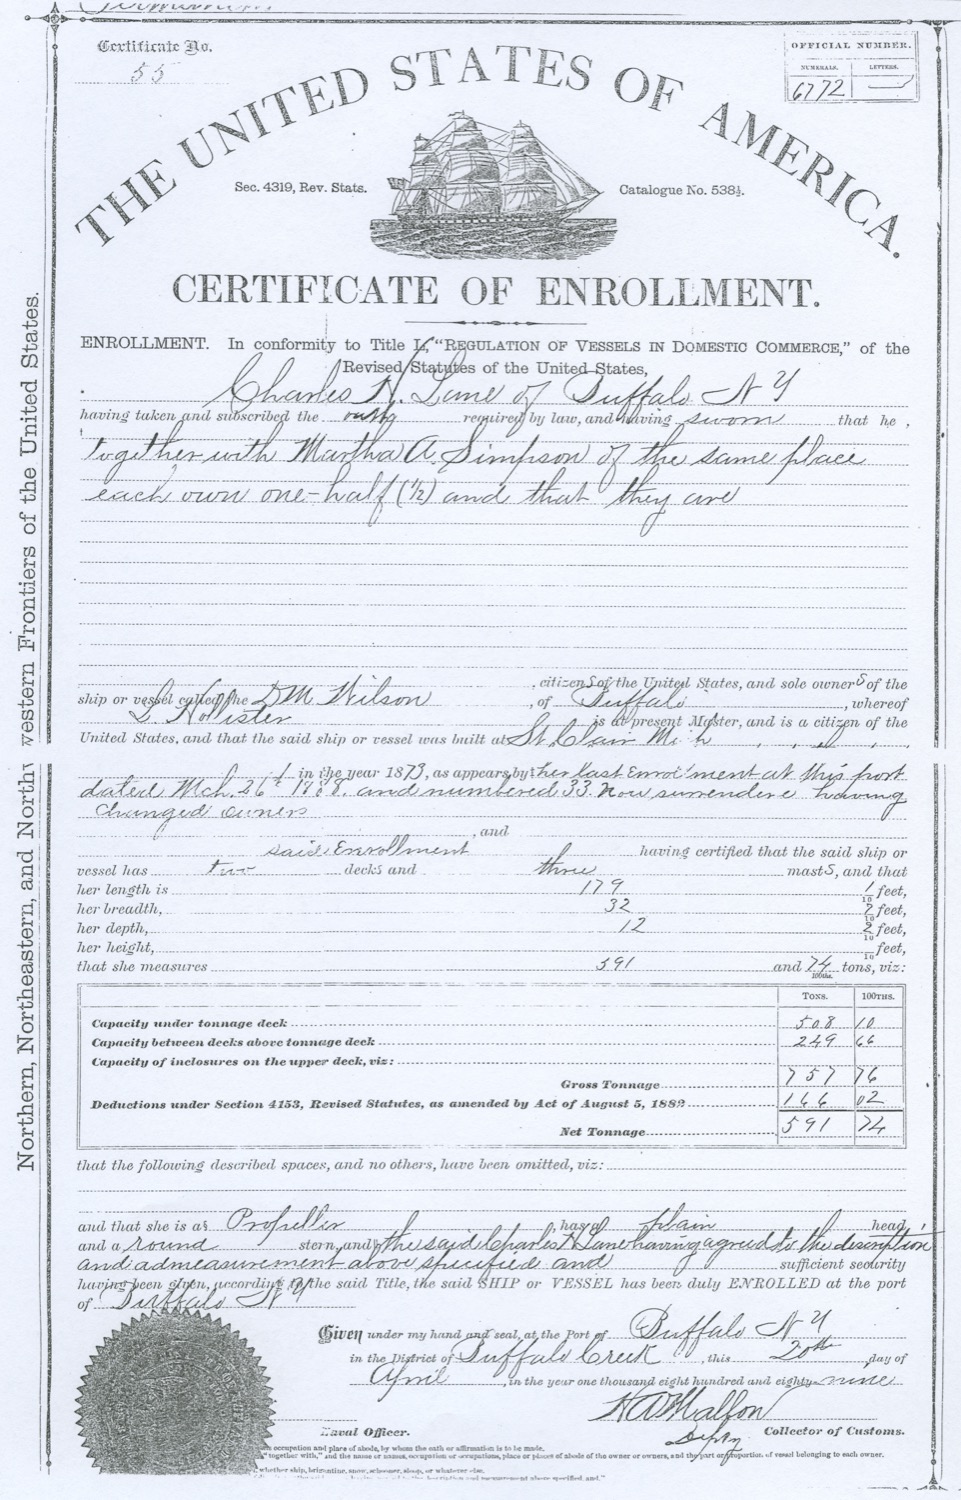 Certificate No.
55
OFFICIAL NUMBER.
NUMERALS. LETTERS.
6772
THE UNITED STATES OF AMERICA.
Sec. 4319, Rev. Stats.
Catalogue No. 538½.
CERTIFICATE OF ENROLLMENT.
ENROLLMENT. In conformity to Title L, "REGULATION OF VESSELS IN DOMESTIC COMMERCE," of the
Revised Statutes of the United States,
Charles H. Lane of Buffalo N Y
having taken and subscribed the oath required by law, and having sworn that he,
together with Martha A. Simpson of the same place
each own one-half (1/2) and that they are
citizens of the United States, and sole owners of the
ship or vessel called the D M. Wilson, of Buffalo, whereof
L Hollister is at present Master, and is a citizen of the
United States, and that the said ship or vessel was built at St. Clair Mich
in the year 1873, as appears by her last Enrolment at this port
dated Mch. 26th 1888. and numbered 33. Now surrendered having
changed owners
, and
said Enrollment having certified that the said ship or
vessel has two decks and three masts, and that
her length is 179 1/10 feet,
her breadth, 32 7/10 feet,
her depth, 12 2/10 feet,
her height, /10 feet,
that she measures 591 and 74/100ths. tons, viz:
TONS. 100THS.
Capacity under tonnage deck 508 10
Capacity between decks above tonnage deck 249 66
Capacity of inclosures on the upper deck, viz:
Gross Tonnage 757 76
Deductions under Section 4153, Revised Statutes, as amended by Act of August 5, 1882 166 02
Net Tonnage 591 74
that the following described spaces, and no others, have been omitted, viz:
and that she is a Propeller, has a plain head,
and a round stern, and the said Charles H Lane having agreed to the description
and admeasurement above specified and sufficient security
having been given, according to the said Title, the said SHIP or VESSEL has been duly ENROLLED at the port
of Buffalo N Y
Given under my hand and seal, at the Port of Buffalo N Y
in the District of Buffalo Creek, this 20th day of
April, in the year one thousand eight hundred and eighty-nine
Naval Officer.
Depty Collector of Customs.
occupation and place of abode, by whom the oath or affirmation is to be made.
"together with," and the name or names, occupation or occupations, place or places of abode of the owner or owners, and the part or proportion of vessel belonging to each owner.
whether ship, brigantine, snow, schooner, sloop, or whatever else.
Northern, Northeastern, and Northwestern Frontiers of the United States.